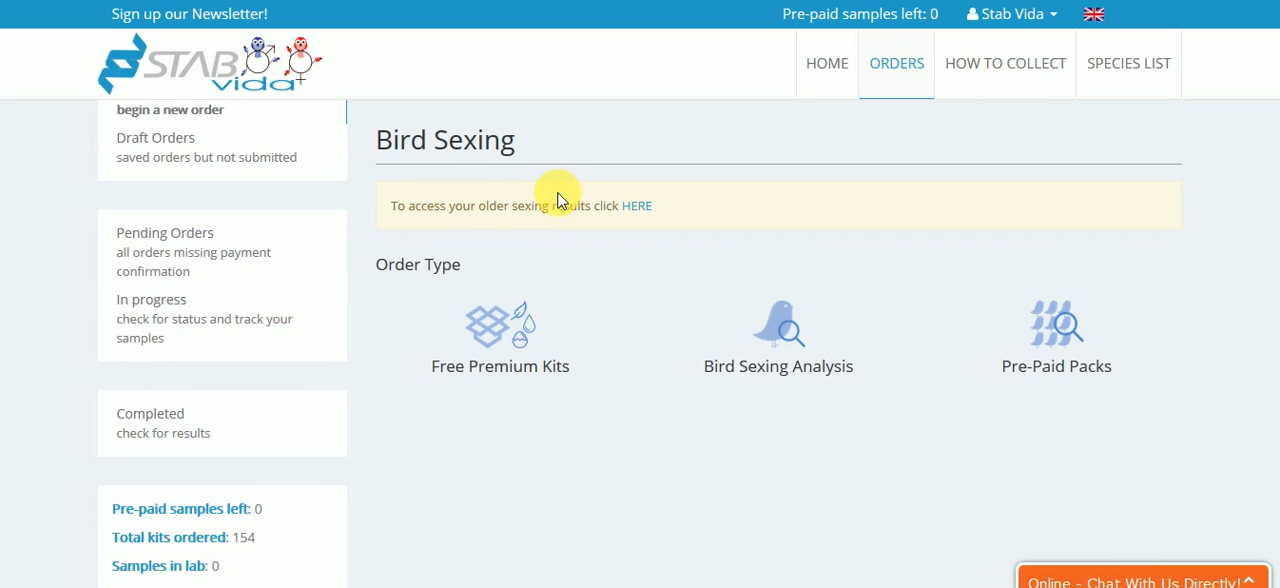 Sign up our Newsletter!
Pre-paid samples left: 0
Stab Vida
STAB
vida
HOME
ORDERS
HOW TO COLLECT
SPECIES LIST
begin a new order
Draft Orders
saved orders but not submitted
Pending Orders
all orders missing payment
confirmation
In progress
check for status and track your
samples
Completed
check for results
Pre-paid samples left: 0
Total kits ordered: 154
Samples in lab: 0
Bird Sexing
To access your older sexing results click HERE
Order Type
Free Premium Kits
Bird Sexing Analysis
Pre-Paid Packs
Online - Chat With Us Directly!